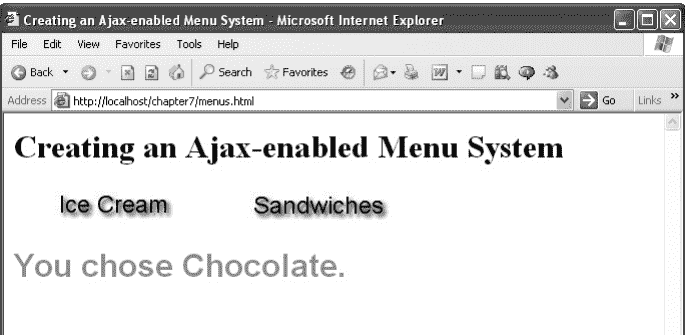 Creating an Ajax-enabled Menu System - Microsoft Internet Explorer
File Edit View Favorites Tools Help
Back Search Favorites
Address http://localhost/chapter7/menus.html Go Links »
Creating an Ajax-enabled Menu System
Ice Cream Sandwiches
You chose Chocolate.